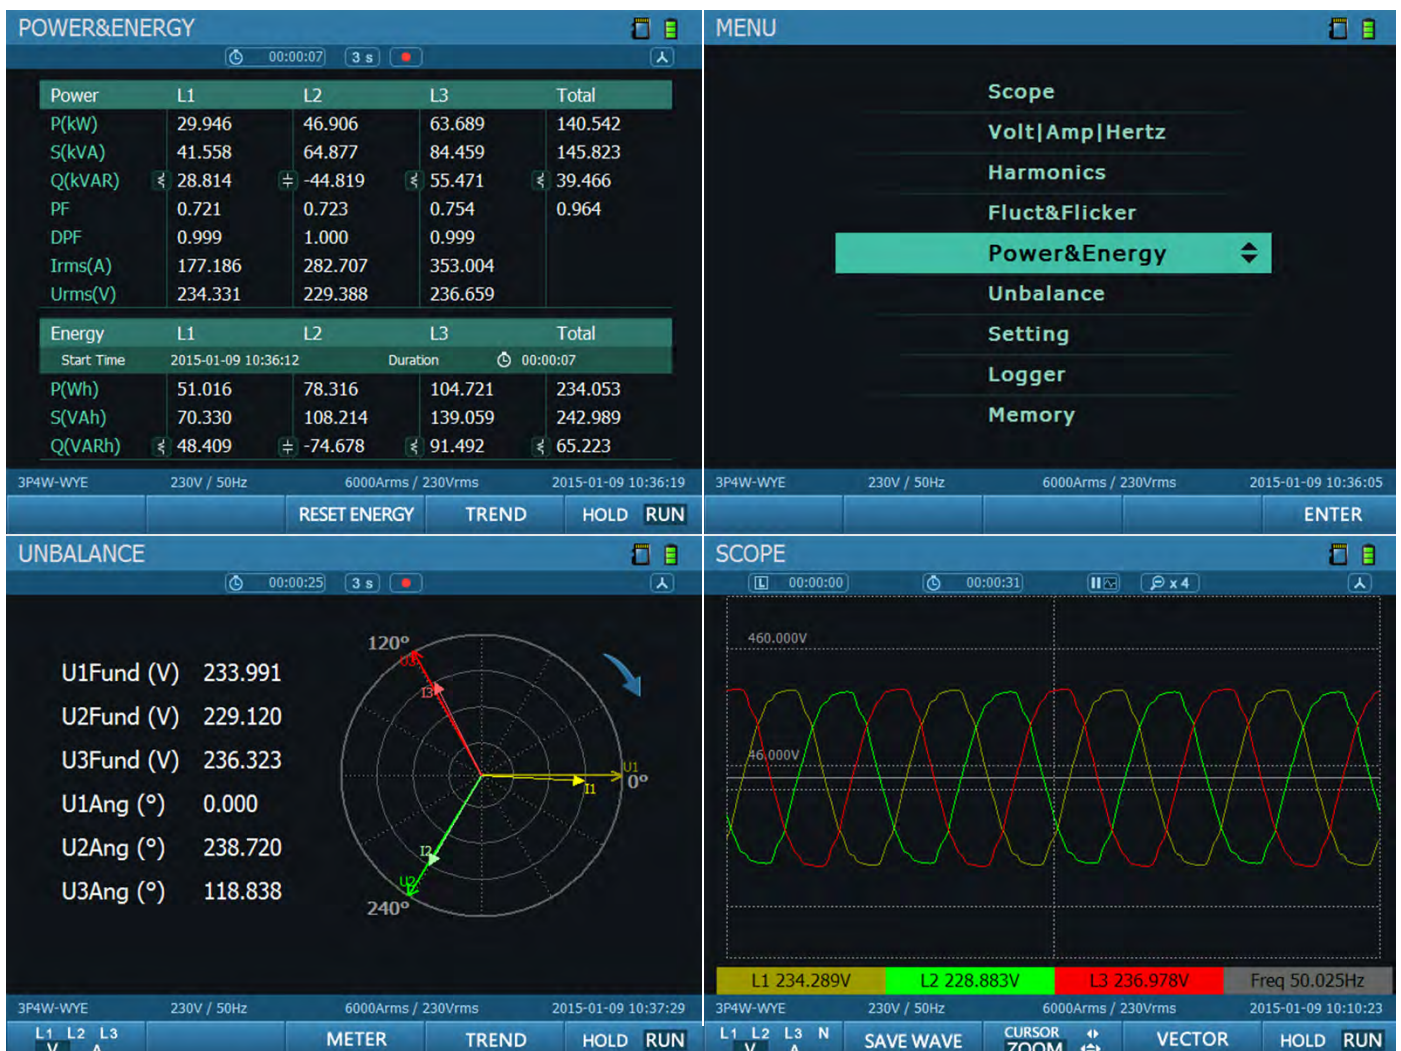 POWER&ENERGY
00:00:07 3 s
Power L1 L2 L3 Total
P(kW) 29.946 46.906 63.689 140.542
S(kVA) 41.558 64.877 84.459 145.823
Q(kVAR) 28.814 -44.819 55.471 39.466
PF 0.721 0.723 0.754 0.964
DPF 0.999 1.000 0.999
Irms(A) 177.186 282.707 353.004
Urms(V) 234.331 229.388 236.659
Energy L1 L2 L3 Total
Start Time 2015-01-09 10:36:12 Duration 00:00:07
P(Wh) 51.016 78.316 104.721 234.053
S(VAh) 70.330 108.214 139.059 242.989
Q(VARh) 48.409 -74.678 91.492 65.223
3P4W-WYE 230V / 50Hz 6000Arms / 230Vrms 2015-01-09 10:36:19
RESET ENERGY TREND HOLD RUN
MENU
Scope
Volt|Amp|Hertz
Harmonics
Fluct&Flicker
Power&Energy
Unbalance
Setting
Logger
Memory
3P4W-WYE 230V / 50Hz 6000Arms / 230Vrms 2015-01-09 10:36:05
ENTER
UNBALANCE
00:00:25 3 s
120°
U3
I3
U1Fund (V) 233.991
U2Fund (V) 229.120
U3Fund (V) 236.323
U1
0°
I1
U1Ang (°) 0.000
U2Ang (°) 238.720
I2
U3Ang (°) 118.838
U2
240°
3P4W-WYE 230V / 50Hz 6000Arms / 230Vrms 2015-01-09 10:37:29
L1 L2 L3
V A
METER TREND HOLD RUN
SCOPE
L 00:00:00 00:00:31 x 4
460.000V
46.000V
L1 234.289V L2 228.883V L3 236.978V Freq 50.025Hz
3P4W-WYE 230V / 50Hz 6000Arms / 230Vrms 2015-01-09 10:10:23
L1 L2 L3 N
V A
SAVE WAVE
CURSOR
ZOOM
VECTOR HOLD RUN